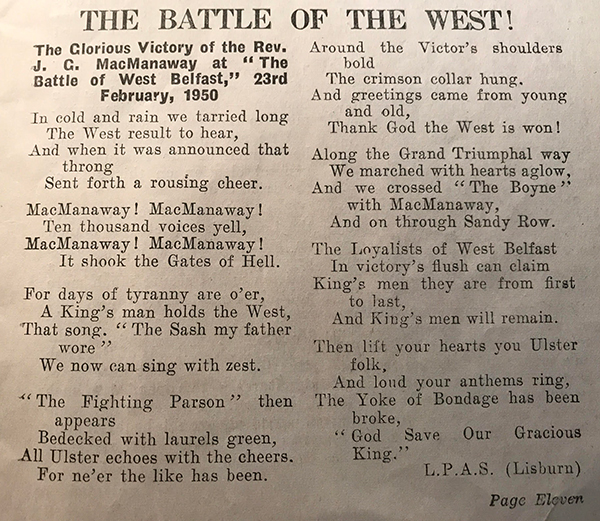 THE BATTLE OF THE WEST!
The Glorious Victory of the Rev.
J. G. MacManaway at "The
Battle of West Belfast," 23rd
February, 1950
In cold and rain we tarried long
The West result to hear,
And when it was announced that
throng
Sent forth a rousing cheer.
MacManaway! MacManaway!
Ten thousand voices yell,
MacManaway! MacManaway!
It shook the Gates of Hell.
For days of tyranny are o'er,
A King's man holds the West,
That song. "The Sash my father
wore"
We now can sing with zest.
"The Fighting Parson" then
appears
Bedecked with laurels green,
All Ulster echoes with the cheers.
For ne'er the like has been.
Around the Victor's shoulders
bold
The crimson collar hung.
And greetings came from young
and old,
Thank God the West is won!
Along the Grand Triumphal way
We marched with hearts aglow,
And we crossed "The Boyne"
with MacManaway,
And on through Sandy Row.
The Loyalists of West Belfast
In victory's flush can claim
King's men they are from first
to last,
And King's men will remain.
Then lift your hearts you Ulster
folk,
And loud your anthems ring,
The Yoke of Bondage has been
broke,
"God Save Our Gracious
King."
L.P.A.S. (Lisburn)
Page Eleven